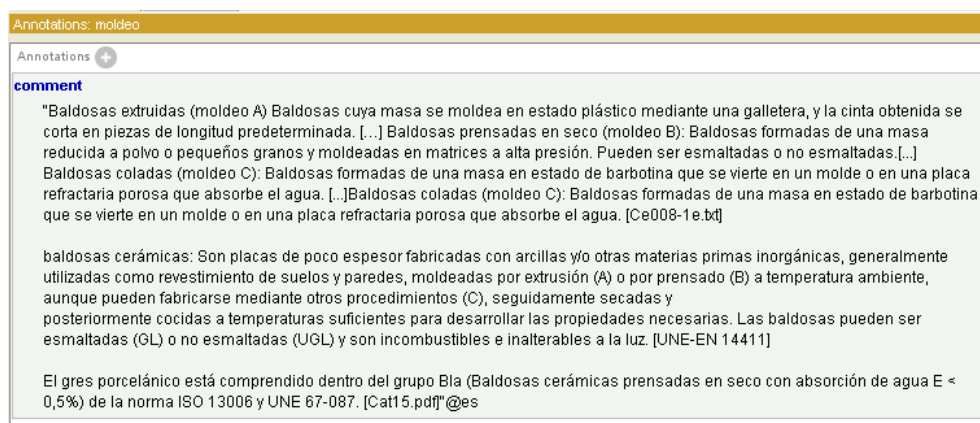 Annotations: moldeo
Annotations
comment
"Baldosas extruidas (moldeo A) Baldosas cuya masa se moldea en estado plástico mediante una galletera, y la cinta obtenida se
corta en piezas de longitud predeterminada. [...] Baldosas prensadas en seco (moldeo B): Baldosas formadas de una masa
reducida a polvo o pequeños granos y moldeadas en matrices a alta presión. Pueden ser esmaltadas o no esmaltadas.[...]
Baldosas coladas (moldeo C): Baldosas formadas de una masa en estado de barbotina que se vierte en un molde o en una placa
refractaria porosa que absorbe el agua. [...]Baldosas coladas (moldeo C): Baldosas formadas de una masa en estado de barbotina
que se vierte en un molde o en una placa refractaria porosa que absorbe el agua. [Ce008-1e.txt]
baldosas cerámicas: Son placas de poco espesor fabricadas con arcillas y/o otras materias primas inorgánicas, generalmente
utilizadas como revestimiento de suelos y paredes, moldeadas por extrusión (A) o por prensado (B) a temperatura ambiente,
aunque pueden fabricarse mediante otros procedimientos (C), seguidamente secadas y
posteriormente cocidas a temperaturas suficientes para desarrollar las propiedades necesarias. Las baldosas pueden ser
esmaltadas (GL) o no esmaltadas (UGL) y son incombustibles e inalterables a la luz. [UNE-EN 14411]
El gres porcelánico está comprendido dentro del grupo BIa (Baldosas cerámicas prensadas en seco con absorción de agua E <
0,5%) de la norma ISO 13006 y UNE 67-087. [Cat15.pdf]"@es